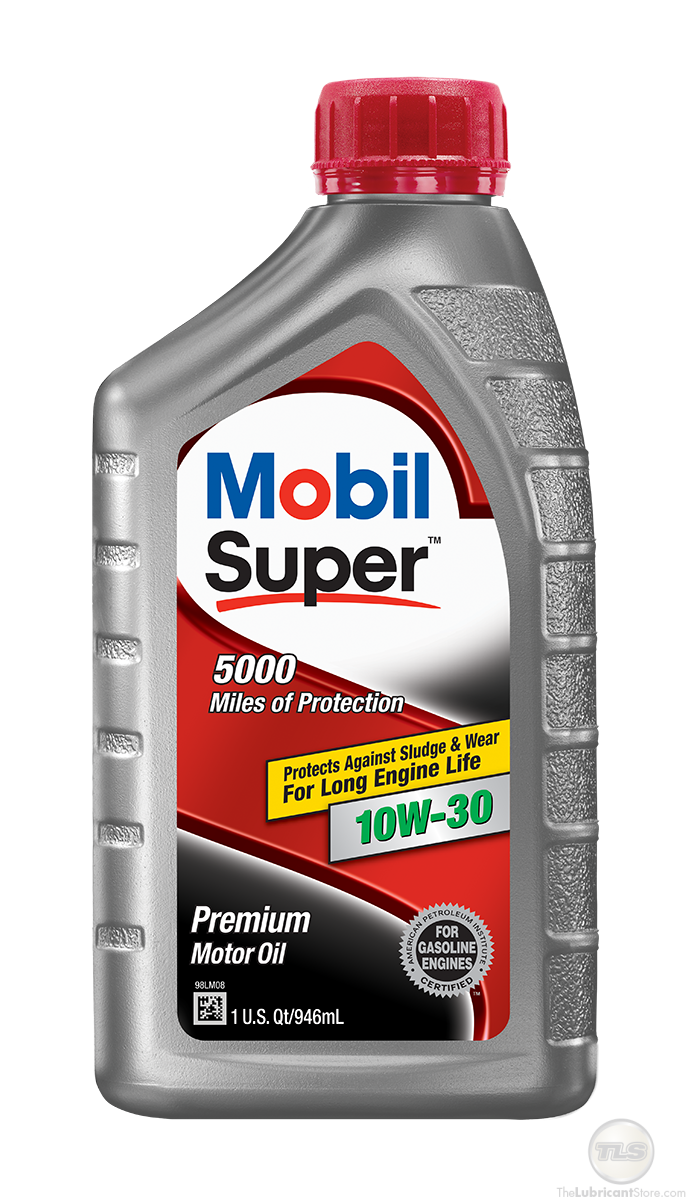 Mobil
Super™
5000
Miles of Protection
Protects Against Sludge & Wear
For Long Engine Life
10W-30
Premium
Motor Oil
AMERICAN PETROLEUM INSTITUTE
FOR
GASOLINE
ENGINES
CERTIFIED
™
98LM08
1 U.S. Qt/946mL
TLS
TheLubricantStore.com